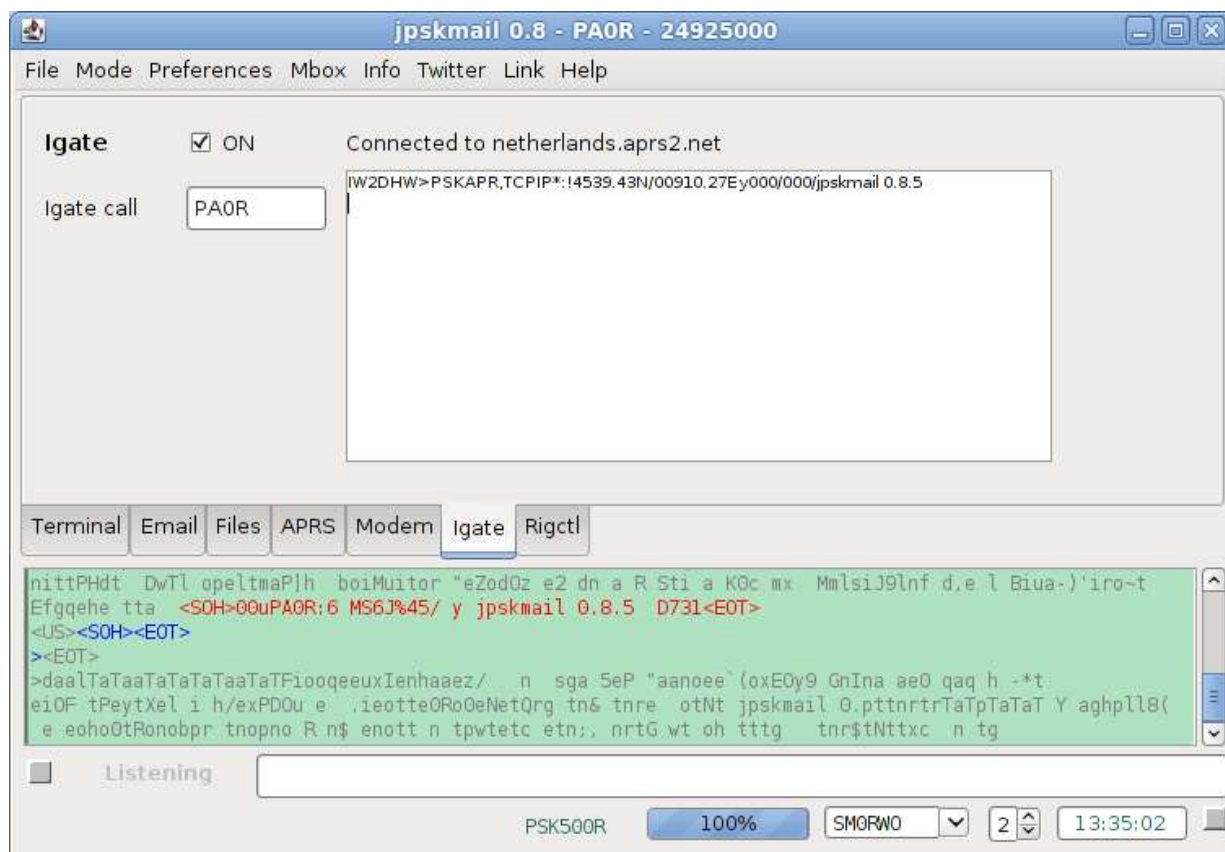 jpskmail 0.8 - PA0R - 24925000
File Mode Preferences Mbox Info Twitter Link Help
Igate ON Connected to netherlands.aprs2.net
IW2DHW>PSKAPR,TCPIP*:!4539.43N/00910.27Ey000/000/jpskmail 0.8.5
Igate call PA0R
Terminal Email Files APRS Modem Igate Rigctl
nittPHdt DwTl opeltmaP]h boiMuitor "eZodOz e2 dn a R Sti a K0c mx MmlsiJ9lnf d,e l Biua-)'iro~t
Efgqehe tta <SOH>00uPA0R:6 MS6J%45/ y jpskmail 0.8.5 D731<EOT>
<US><SOH><EOT>
><EOT>
>daalTaTaaTaTaTaTaaTaTFiooqeeuxIenhaaez/ n sga 5eP "aanoee`(oxEOy9 GnIna ae0 qaq h -*t
eiOF tPeytXel i h/exPDOu e .ieotteORoOeNetQrg tn& tnre otNt jpskmail 0.pttnrtrTaTpTaTaT Y aghpll8(
e eohoOtRonobpr tnopno R n$ enott n tpwtetc etn;, nrtG wt oh tttg tnr$tNttxc n tg
Listening
PSK500R 100% SM0RWO 2 13:35:02